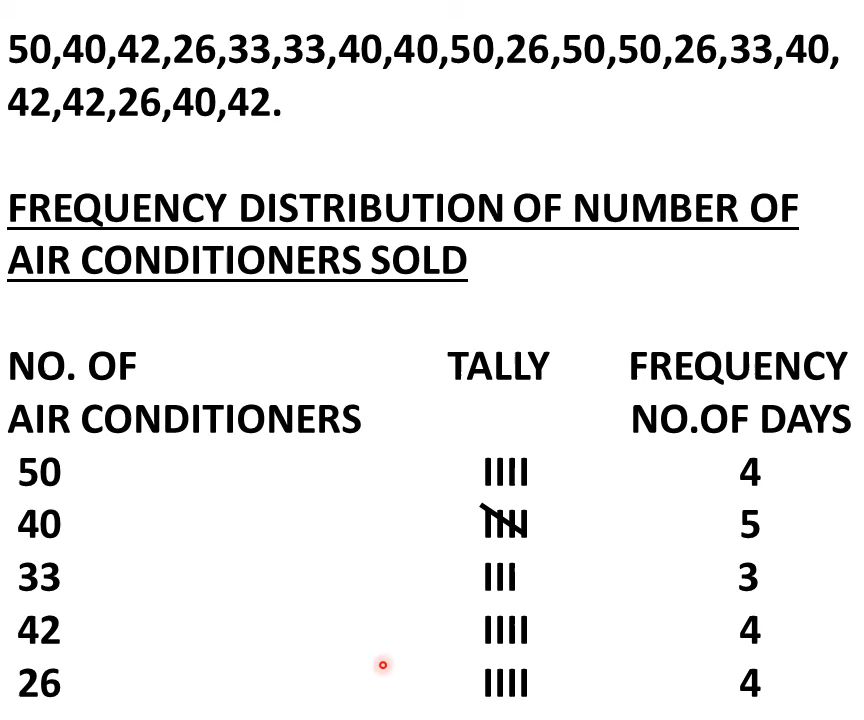 50,40,42,26,33,33,40,40,50,26,50,50,26,33,40,
42,42,26,40,42.
FREQUENCY DISTRIBUTION OF NUMBER OF
AIR CONDITIONERS SOLD
NO. OF TALLY FREQUENCY
AIR CONDITIONERS NO.OF DAYS
50 IIII 4
40 IIII 5
33 III 3
42 IIII 4
26 IIII 4